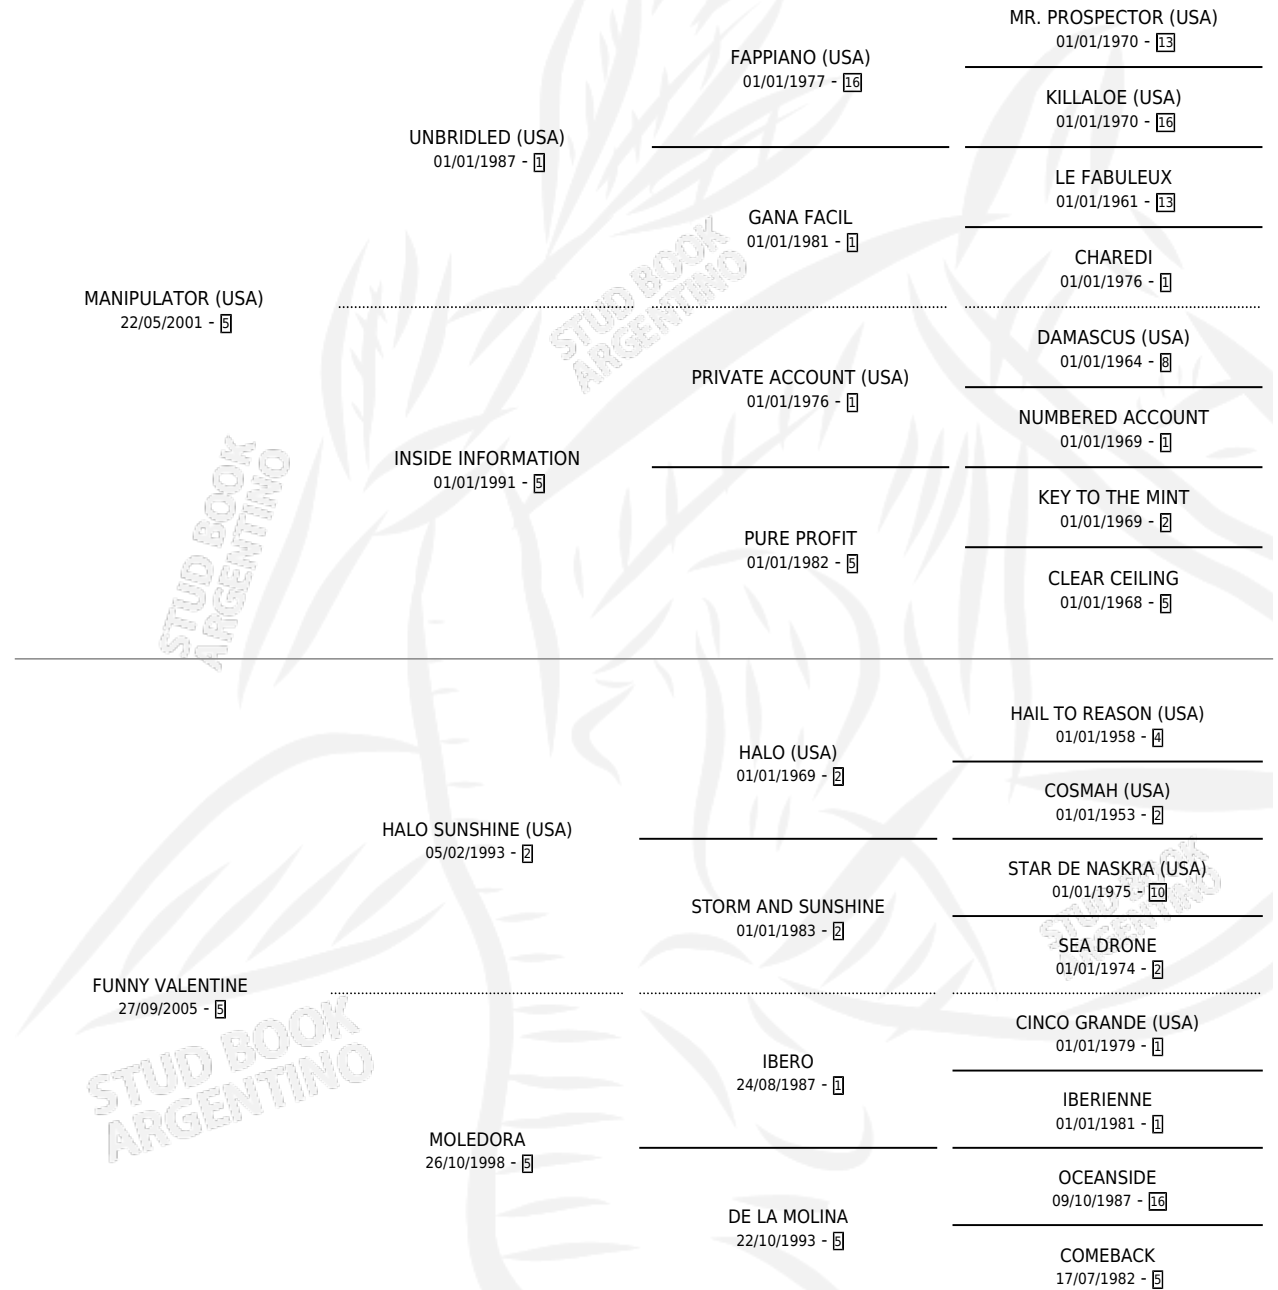 MR. PROSPECTOR (USA)
01/01/1970 - 13
FAPPIANO (USA)
01/01/1977 - 16
KILLALOE (USA)
01/01/1970 - 16
UNBRIDLED (USA)
01/01/1987 - 1
LE FABULEUX
01/01/1961 - 13
GANA FACIL
01/01/1981 - 1
CHAREDI
01/01/1976 - 1
MANIPULATOR (USA)
22/05/2001 - 5
DAMASCUS (USA)
01/01/1964 - 8
PRIVATE ACCOUNT (USA)
01/01/1976 - 1
NUMBERED ACCOUNT
01/01/1969 - 1
INSIDE INFORMATION
01/01/1991 - 5
KEY TO THE MINT
01/01/1969 - 2
PURE PROFIT
01/01/1982 - 5
CLEAR CEILING
01/01/1968 - 5
HAIL TO REASON (USA)
01/01/1958 - 4
HALO (USA)
01/01/1969 - 2
COSMAH (USA)
01/01/1953 - 2
HALO SUNSHINE (USA)
05/02/1993 - 2
STAR DE NASKRA (USA)
01/01/1975 - 10
STORM AND SUNSHINE
01/01/1983 - 2
SEA DRONE
01/01/1974 - 2
FUNNY VALENTINE
27/09/2005 - 5
CINCO GRANDE (USA)
01/01/1979 - 1
IBERO
24/08/1987 - 1
IBERIENNE
01/01/1981 - 1
MOLEDORA
26/10/1998 - 5
OCEANSIDE
09/10/1987 - 16
DE LA MOLINA
22/10/1993 - 5
COMEBACK
17/07/1982 - 5
STUD BOOK
ARGENTINO
STUD BOOK
ARGENTINO
STUD BOOK
ARGENTINO
STUD BOOK
ARGENTINO